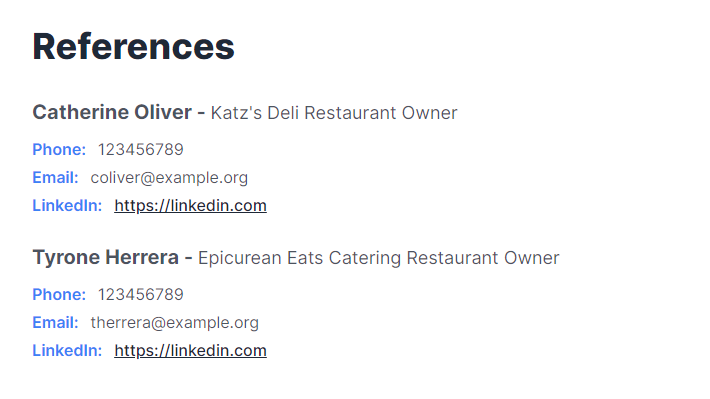 References
Catherine Oliver - Katz's Deli Restaurant Owner
Phone: 123456789
Email: coliver@example.org
LinkedIn: https://linkedin.com
Tyrone Herrera - Epicurean Eats Catering Restaurant Owner
Phone: 123456789
Email: therrera@example.org
LinkedIn: https://linkedin.com